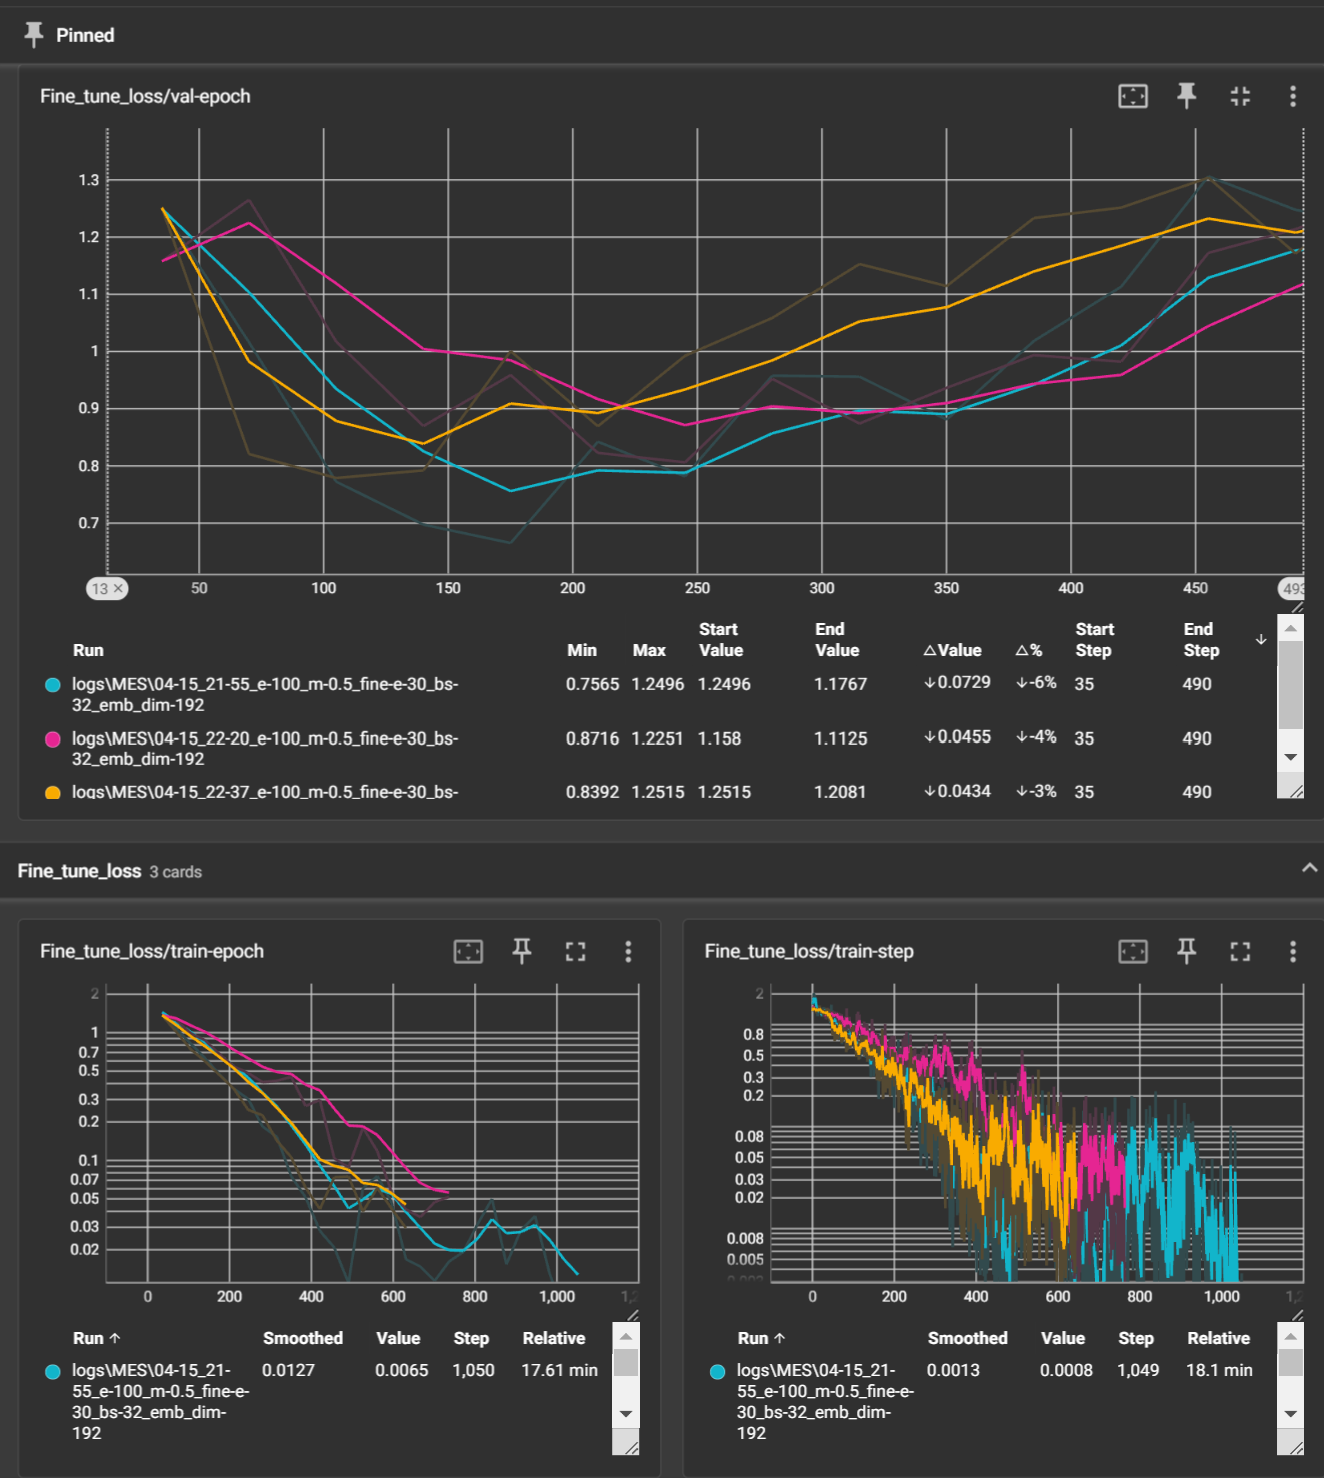 Pinned
Fine_tune_loss/val-epoch
1.3
1.2
1.1
1
0.9
0.8
0.7
13 × 50 100 150 200 250 300 350 400 450 493
Run Min Max Start Value End Value △Value △% Start Step End Step ↓
logs\MES\04-15_21-55_e-100_m-0.5_fine-e-30_bs- 0.7565 1.2496 1.2496 1.1767 ↓0.0729 ↓-6% 35 490
32_emb_dim-192
logs\MES\04-15_22-20_e-100_m-0.5_fine-e-30_bs- 0.8716 1.2251 1.158 1.1125 ↓0.0455 ↓-4% 35 490
32_emb_dim-192
logs\MES\04-15_22-37_e-100_m-0.5_fine-e-30_bs- 0.8392 1.2515 1.2515 1.2081 ↓0.0434 ↓-3% 35 490
Fine_tune_loss 3 cards
Fine_tune_loss/train-epoch
2
1
0.7
0.5
0.3
0.2
0.1
0.07
0.05
0.03
0.02
0 200 400 600 800 1,000
Run ↑ Smoothed Value Step Relative
logs\MES\04-15_21- 0.0127 0.0065 1,050 17.61 min
55_e-100_m-0.5_fine-e-
30_bs-32_emb_dim-
192
Fine_tune_loss/train-step
2
0.8
0.5
0.3
0.2
0.08
0.05
0.03
0.02
0.008
0.005
0 200 400 600 800 1,000
Run ↑ Smoothed Value Step Relative
logs\MES\04-15_21- 0.0013 0.0008 1,049 18.1 min
55_e-100_m-0.5_fine-e-
30_bs-32_emb_dim-
192